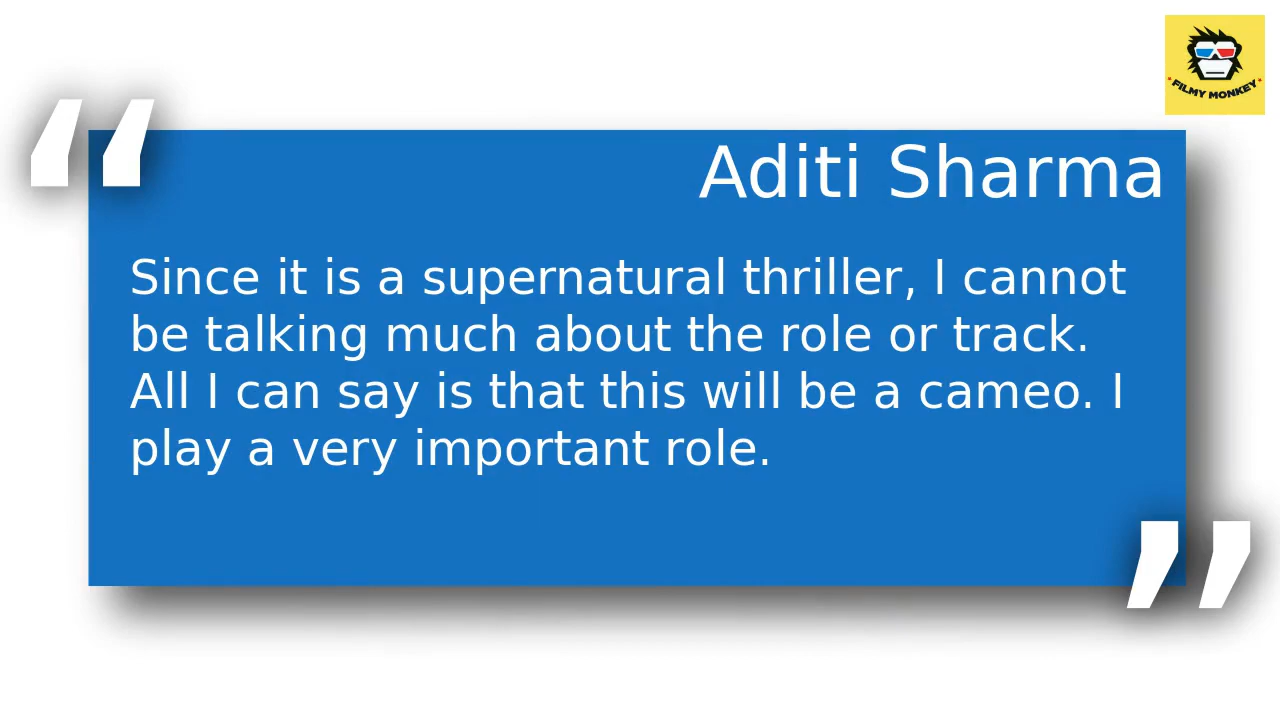 FILMY MONKEY
“
Aditi Sharma
Since it is a supernatural thriller, I cannot
be talking much about the role or track.
All I can say is that this will be a cameo. I
play a very important role.
”